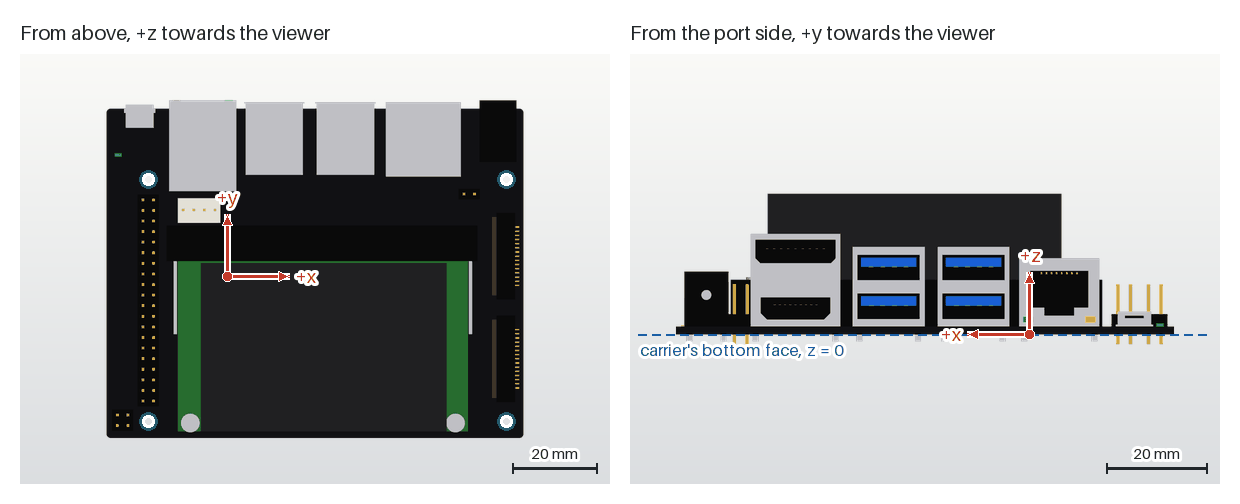 From above, +z towards the viewer
From the port side, +y towards the viewer
+y
+x
20 mm
+z
+x
carrier's bottom face, z = 0
20 mm